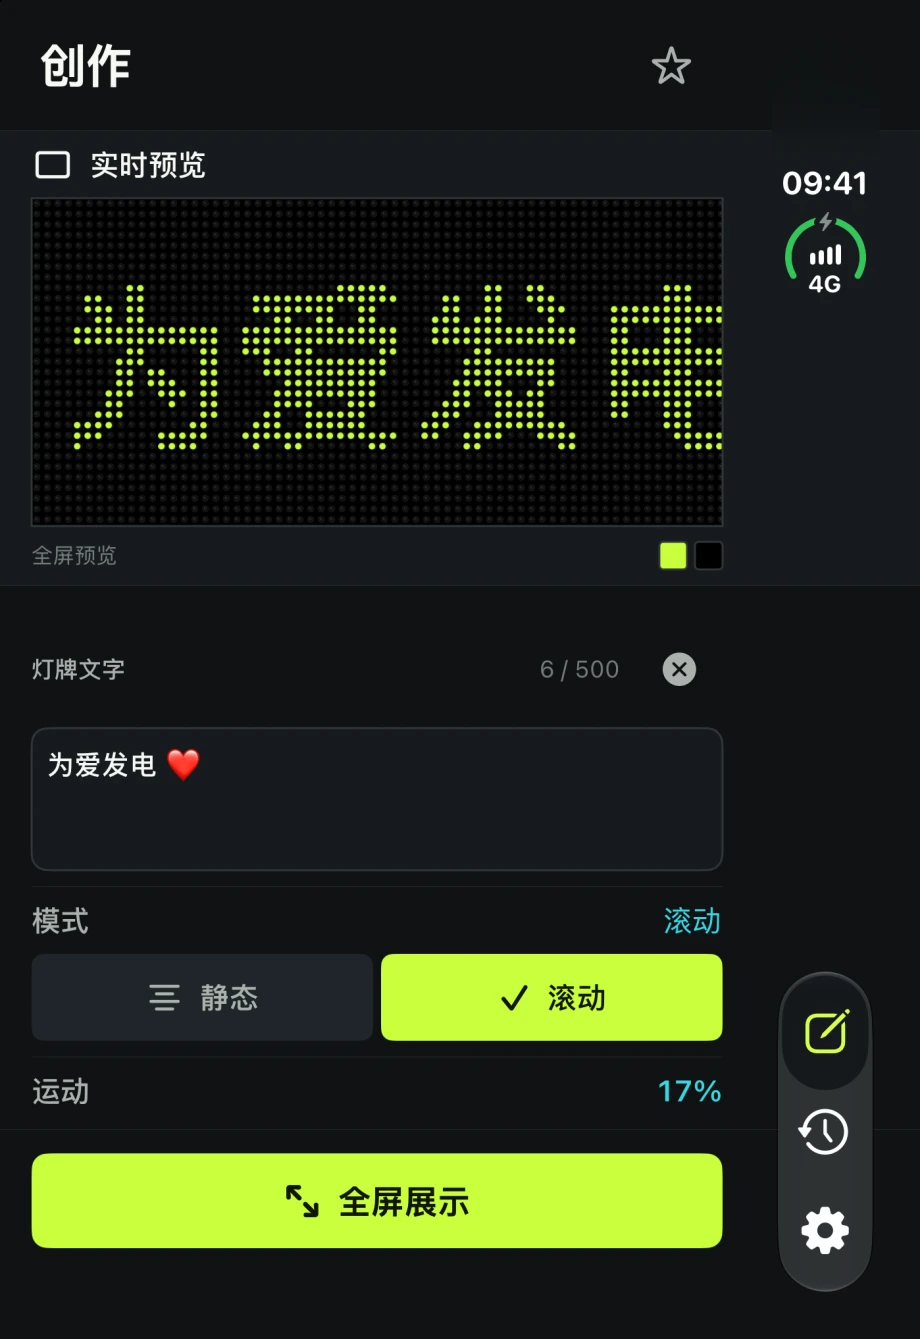 创作
实时预览
09:41
4G
为爱发电
全屏预览
灯牌文字
6 / 500
为爱发电 ❤️
模式
滚动
静态
滚动
运动
17%
全屏展示